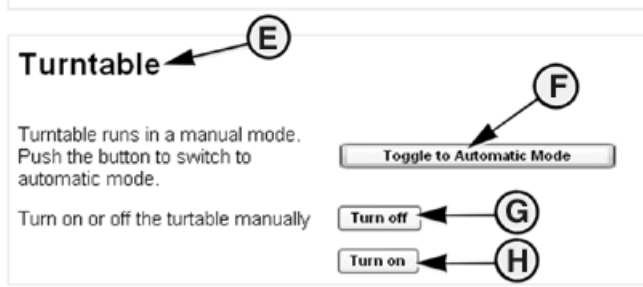 E
Turntable
F
Turntable runs in a manual mode.
Push the button to switch to
automatic mode.
Toggle to Automatic Mode
Turn on or off the turtable manually
Turn off
G
Turn on
H